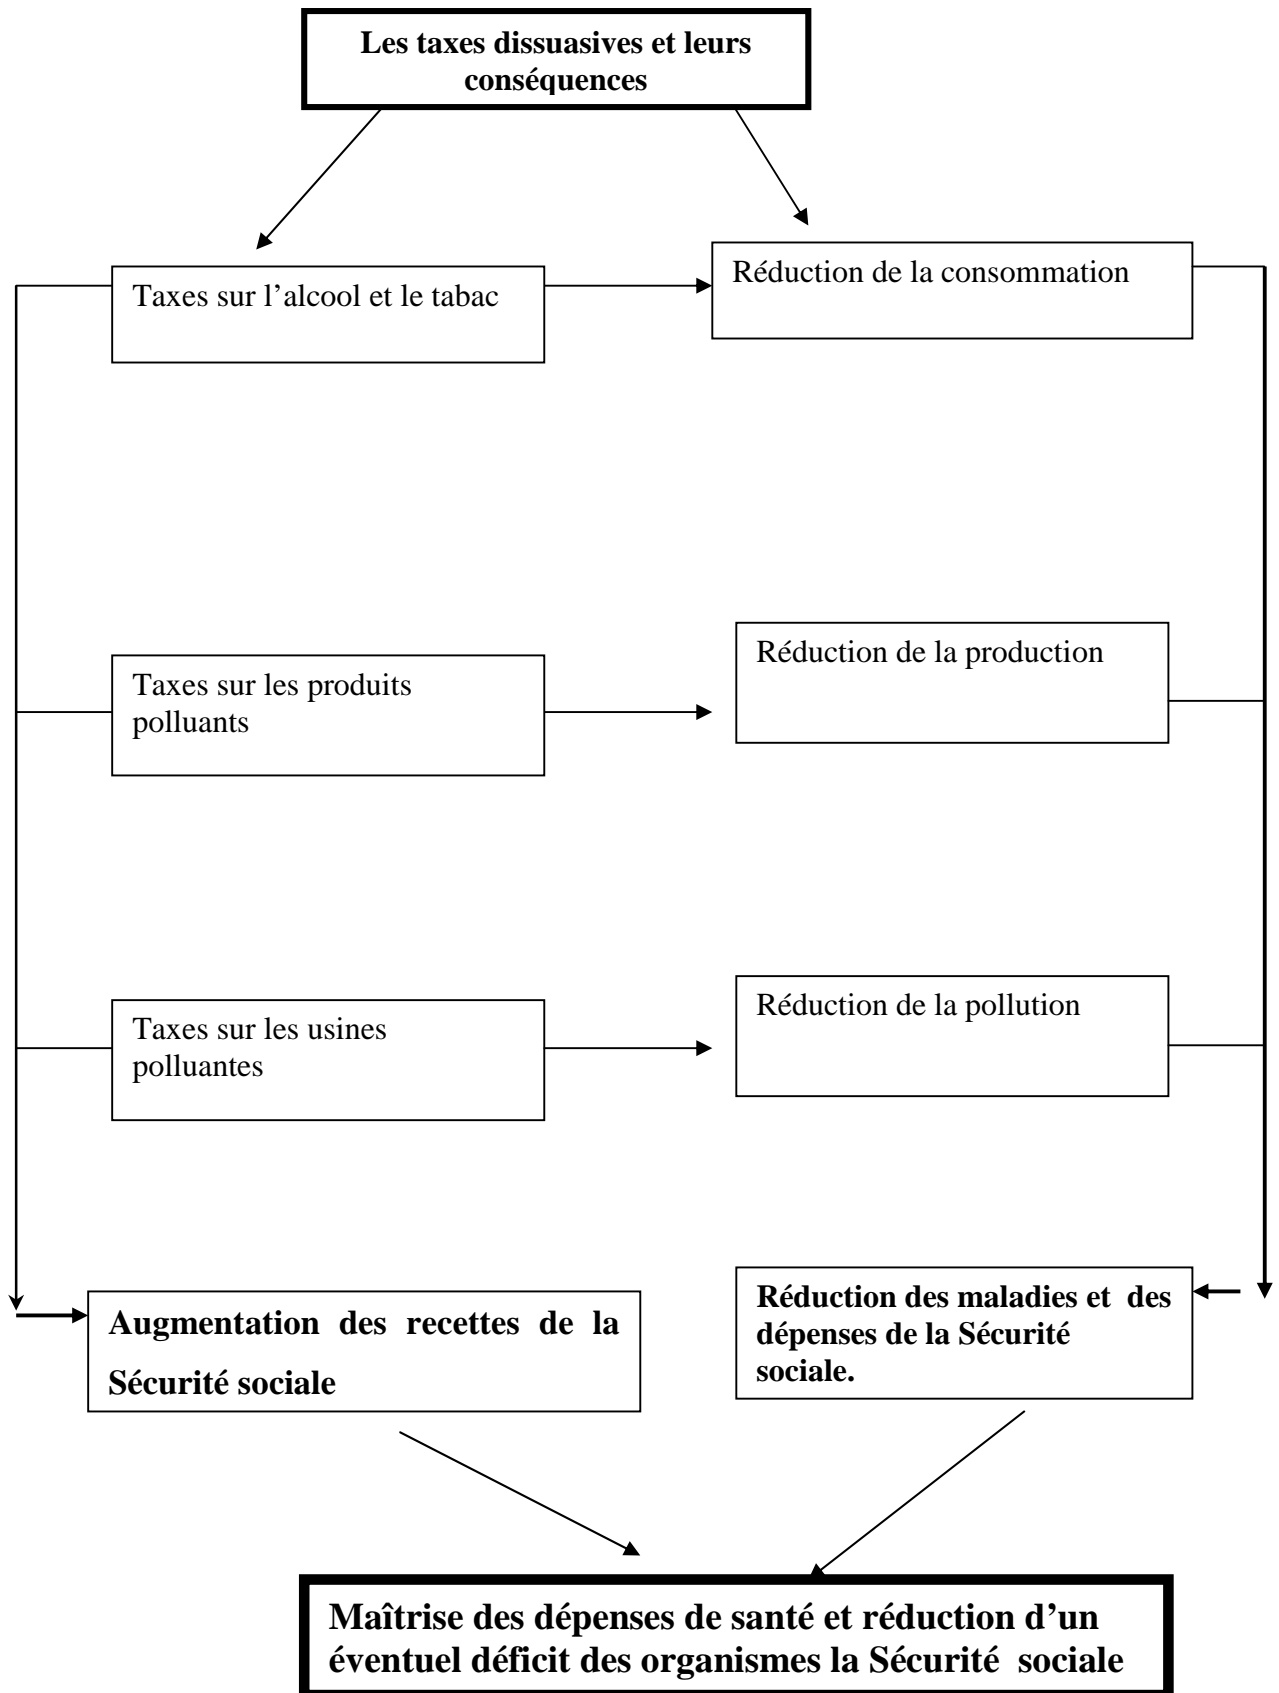 Les taxes dissuasives et leurs
conséquences
Taxes sur l’alcool et le tabac
Réduction de la consommation
Taxes sur les produits
polluants
Réduction de la production
Taxes sur les usines
polluantes
Réduction de la pollution
Augmentation des recettes de la
Sécurité sociale
Réduction des maladies et des
dépenses de la Sécurité
sociale.
Maîtrise des dépenses de santé et réduction d’un
éventuel déficit des organismes la Sécurité sociale